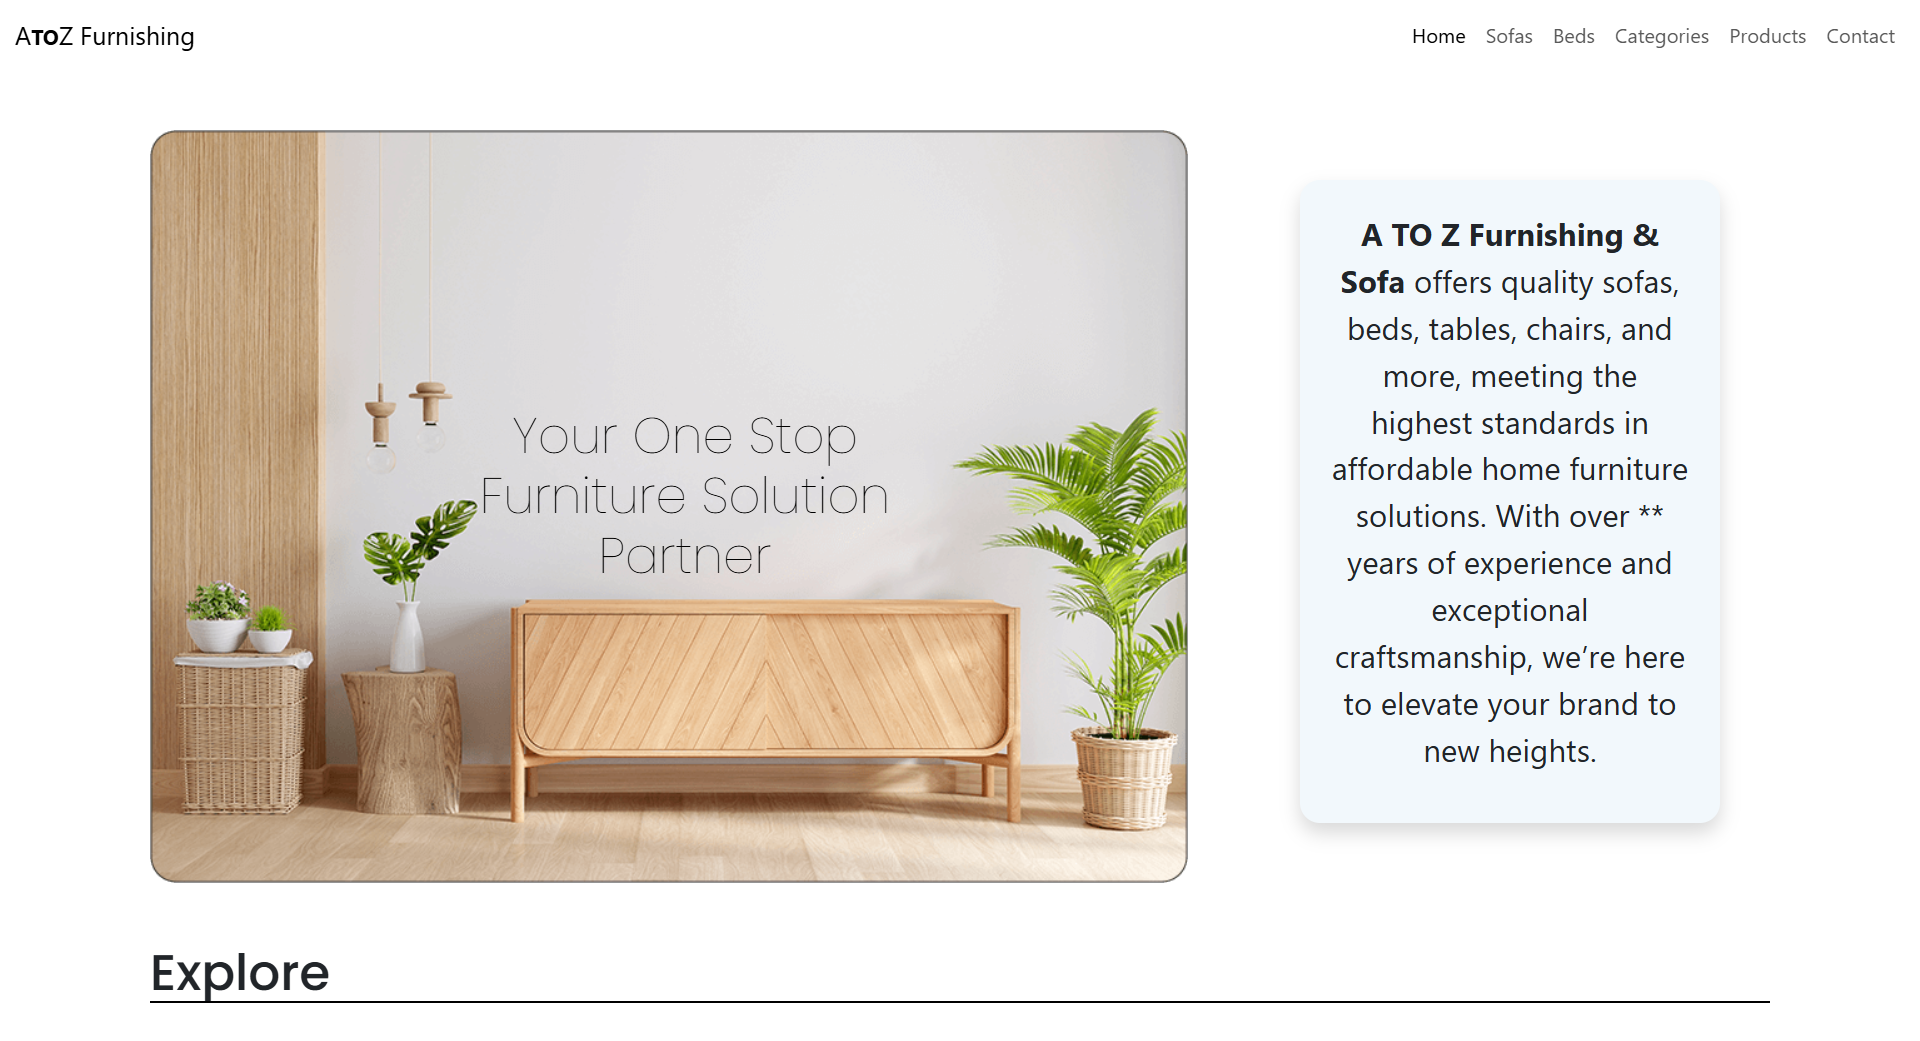 ATOZ Furnishing
Home Sofas Beds Categories Products Contact
Your One Stop
Furniture Solution
Partner
A TO Z Furnishing &
Sofa offers quality sofas,
beds, tables, chairs, and
more, meeting the
highest standards in
affordable home furniture
solutions. With over **
years of experience and
exceptional
craftsmanship, we’re here
to elevate your brand to
new heights.
Explore